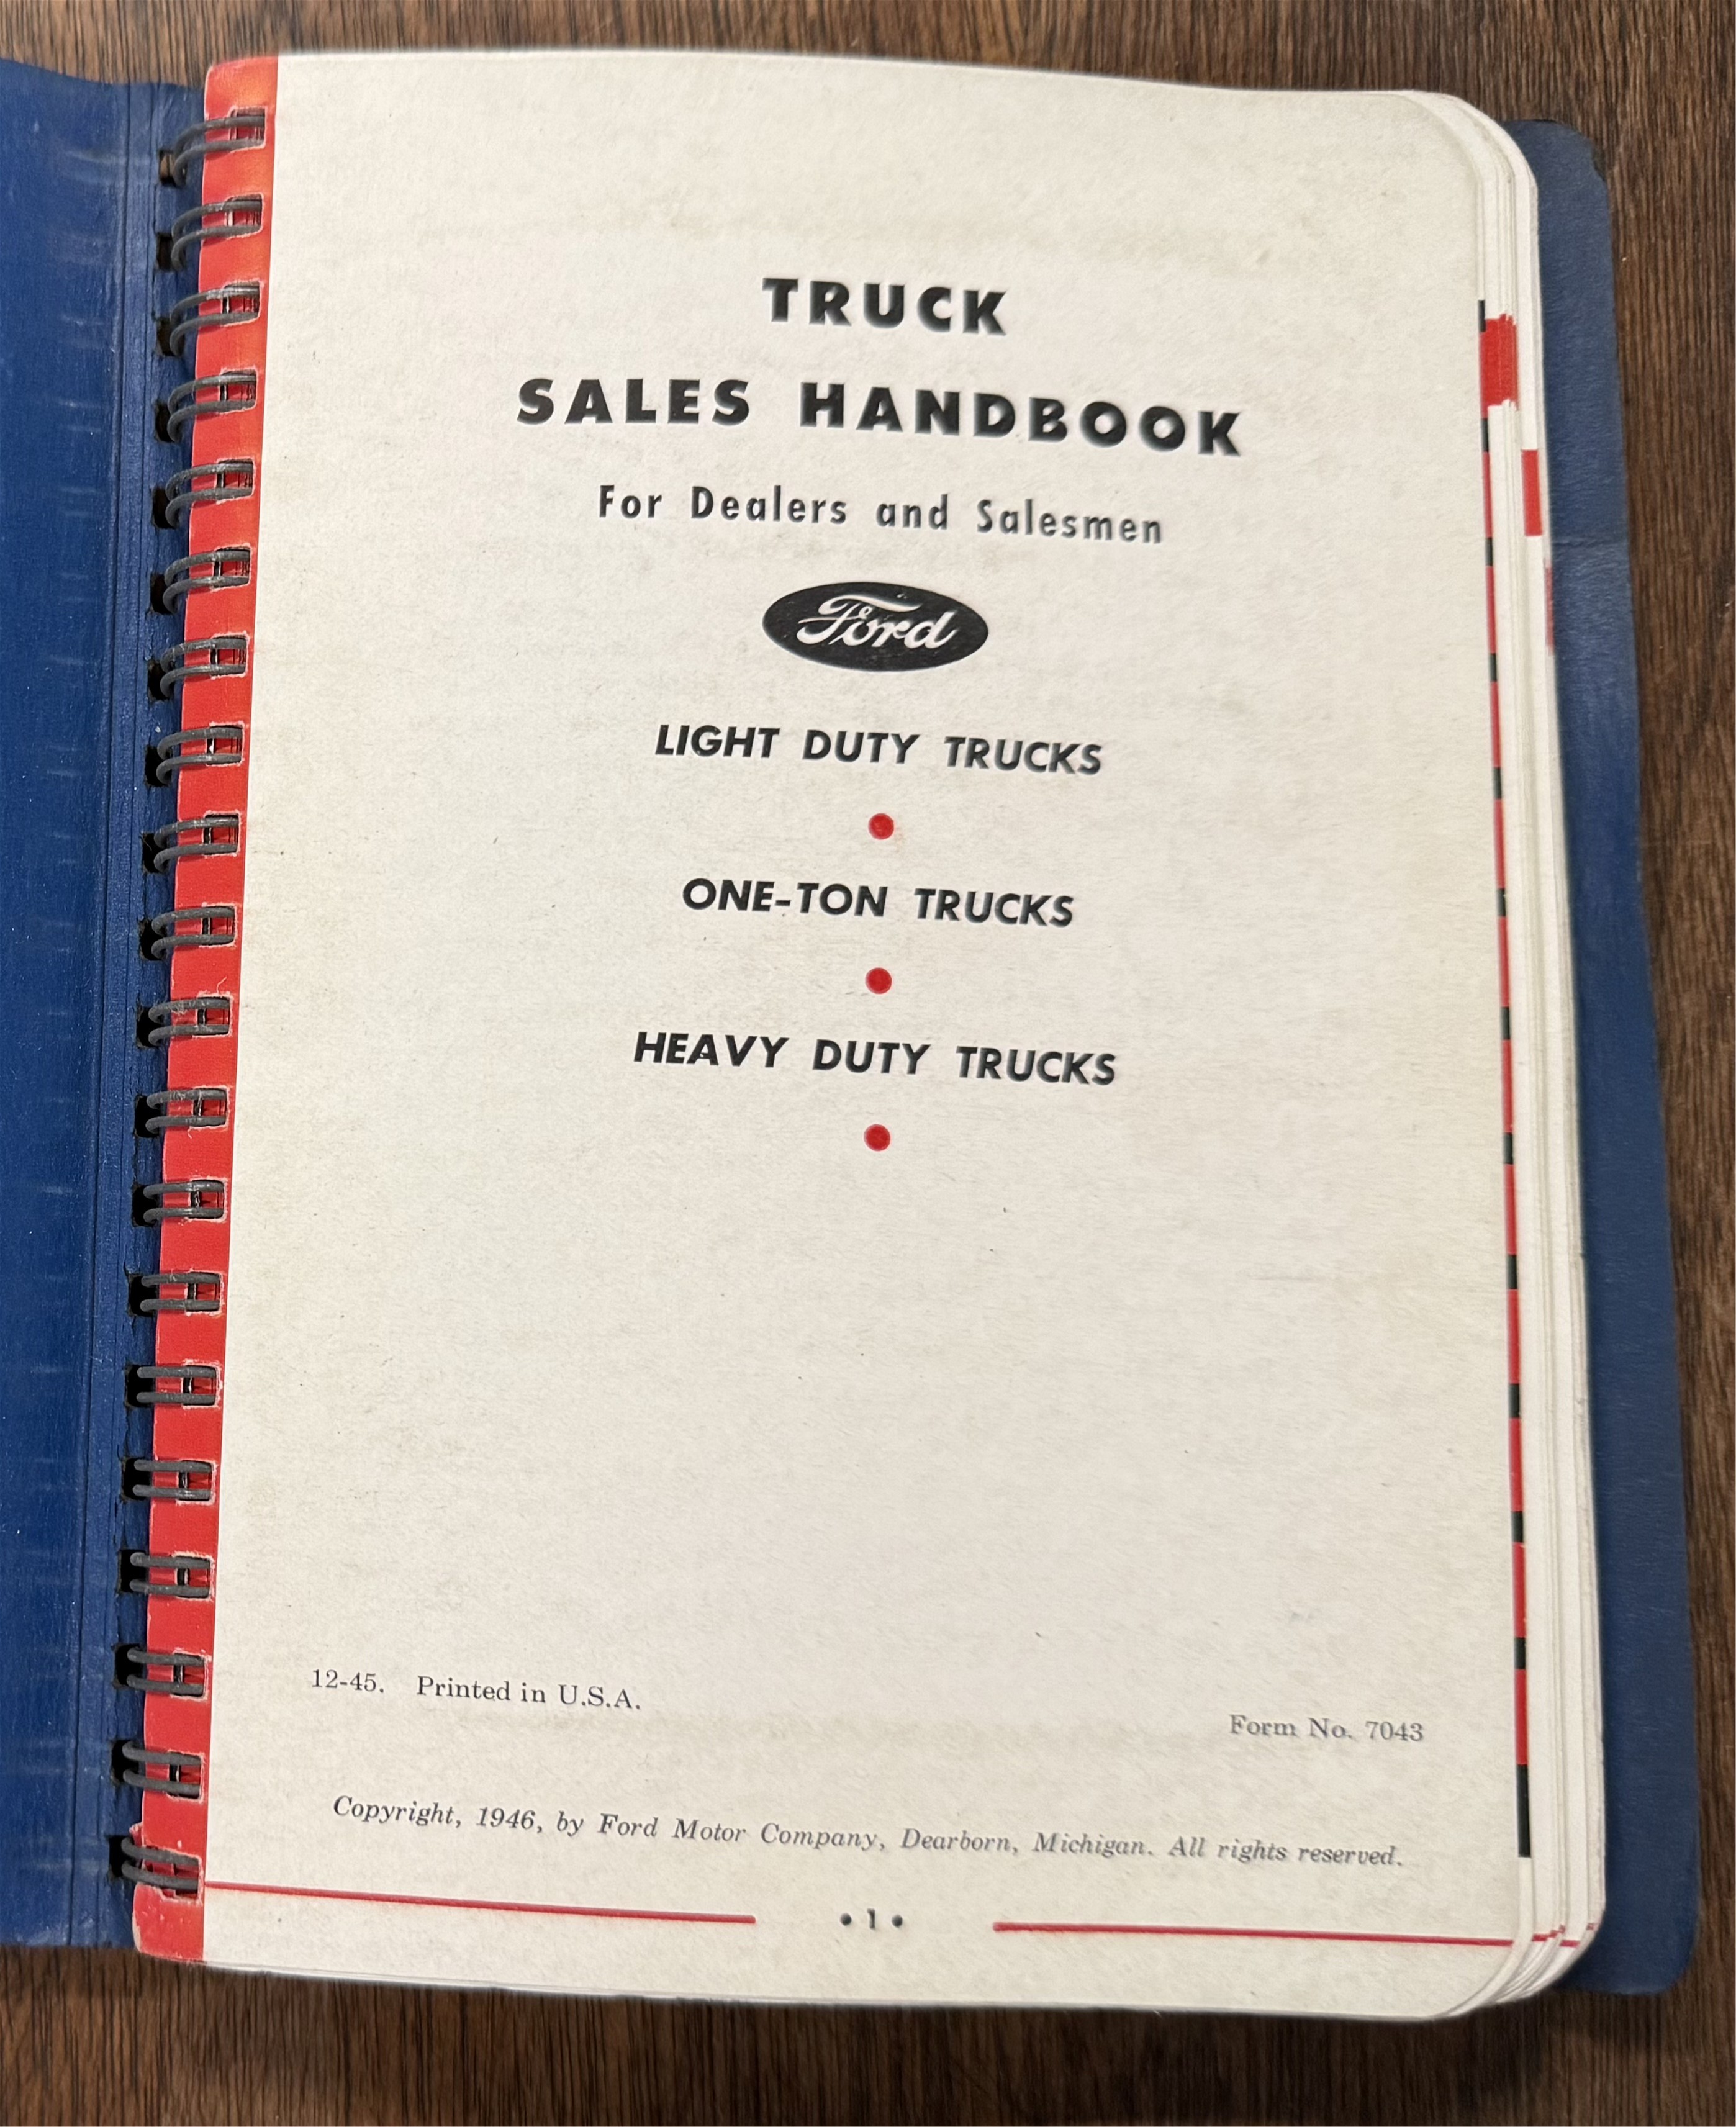 TRUCK
SALES HANDBOOK
For Dealers and Salesmen
Ford
LIGHT DUTY TRUCKS
ONE-TON TRUCKS
HEAVY DUTY TRUCKS
12-45. Printed in U.S.A.
Form No. 7043
Copyright, 1946, by Ford Motor Company, Dearborn, Michigan. All rights reserved.
• 1 •